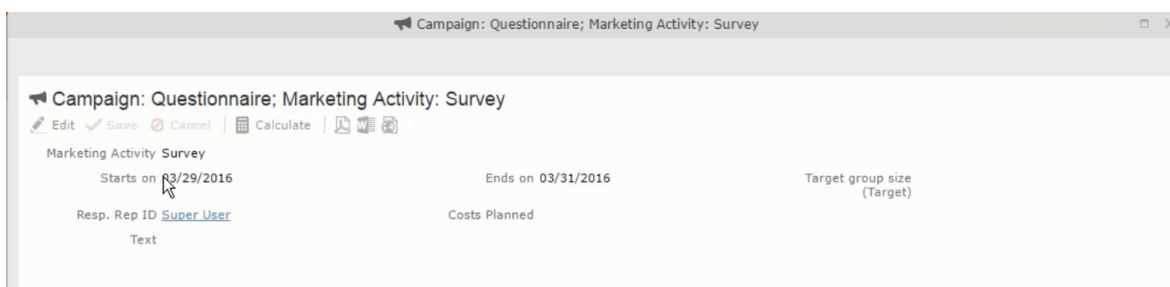 Campaign: Questionnaire; Marketing Activity: Survey
Campaign: Questionnaire; Marketing Activity: Survey
Edit Save Cancel Calculate
Marketing Activity Survey
Starts on 03/29/2016 Ends on 03/31/2016 Target group size
(Target)
Resp. Rep ID Super User Costs Planned
Text